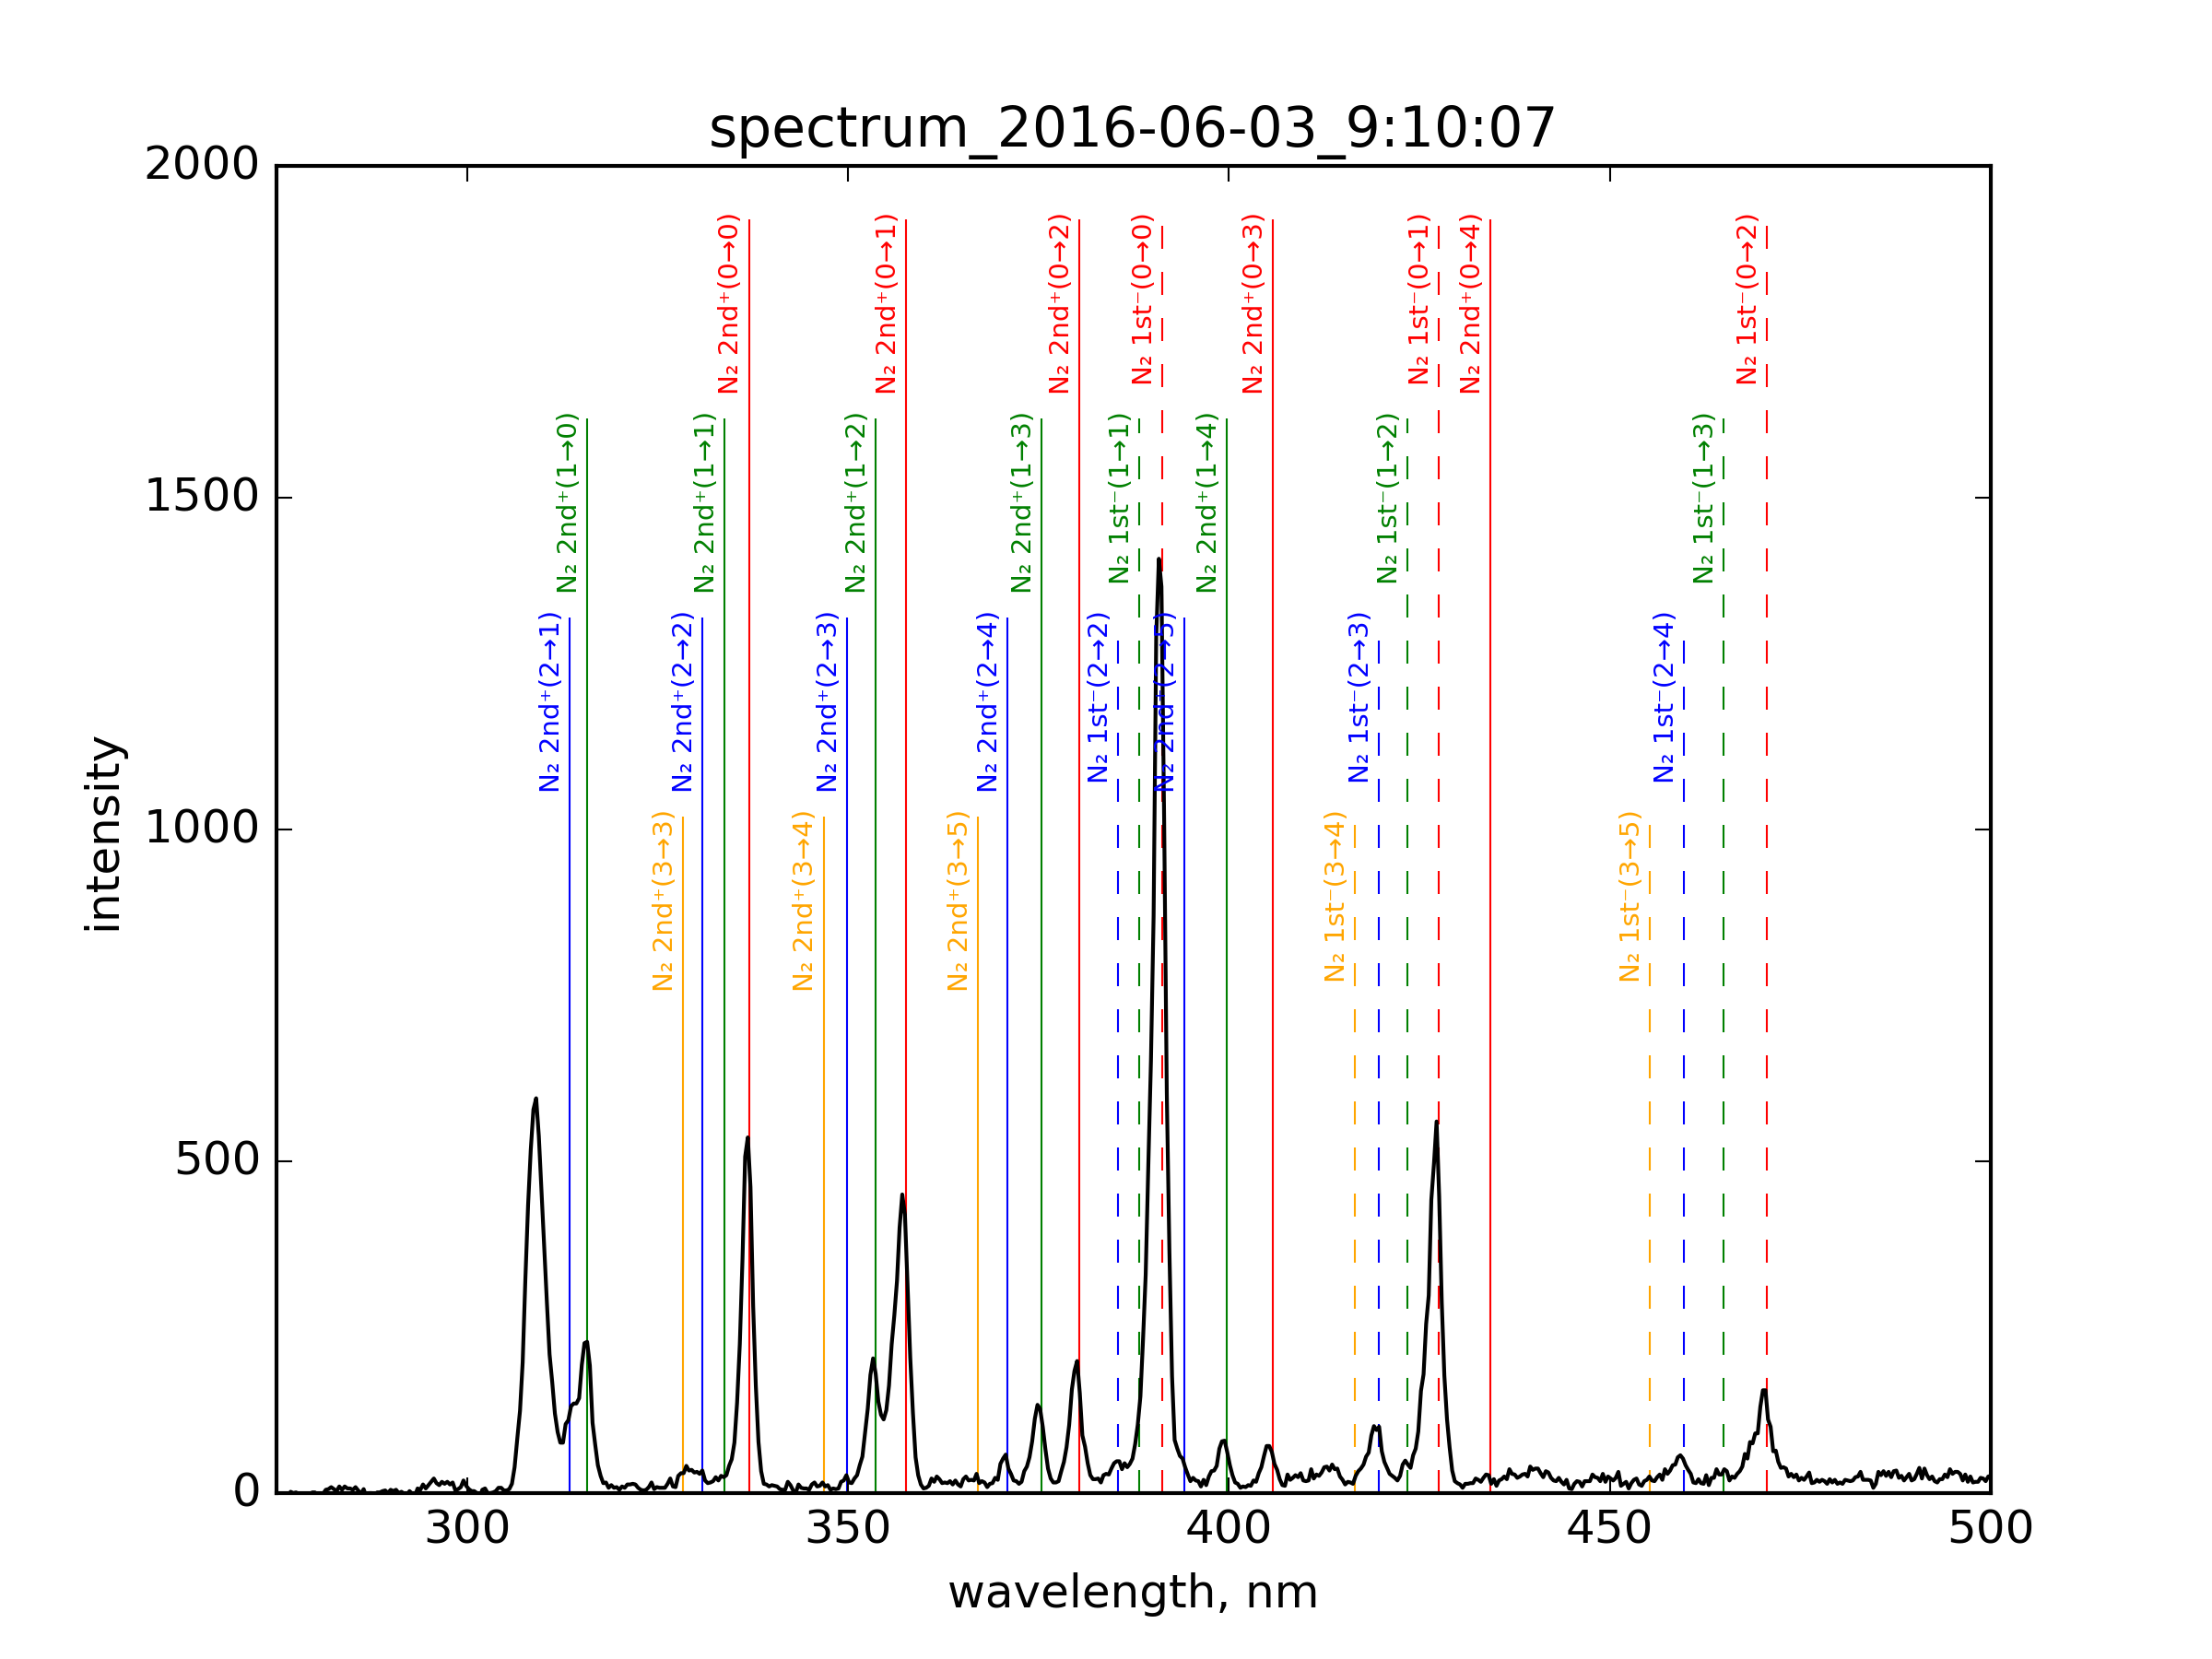 spectrum_2016-06-03_9:10:07
2000
1500
1000
500
0
intensity
N₂ 2nd⁺(0→0)
N₂ 2nd⁺(0→1)
N₂ 2nd⁺(0→2)
N₂ 1st⁻(0→0)
N₂ 2nd⁺(0→3)
N₂ 1st⁻(0→1)
N₂ 2nd⁺(0→4)
N₂ 1st⁻(0→2)
N₂ 2nd⁺(1→0)
N₂ 2nd⁺(1→1)
N₂ 2nd⁺(1→2)
N₂ 2nd⁺(1→3)
N₂ 1st⁻(1→1)
N₂ 2nd⁺(1→4)
N₂ 1st⁻(1→2)
N₂ 1st⁻(1→3)
N₂ 2nd⁺(2→1)
N₂ 2nd⁺(2→2)
N₂ 2nd⁺(2→3)
N₂ 2nd⁺(2→4)
N₂ 1st⁻(2→2)
N₂ 2nd⁺(2→5)
N₂ 1st⁻(2→3)
N₂ 1st⁻(2→4)
N₂ 2nd⁺(3→3)
N₂ 2nd⁺(3→4)
N₂ 2nd⁺(3→5)
N₂ 1st⁻(3→4)
N₂ 1st⁻(3→5)
300
350
400
450
500
wavelength, nm